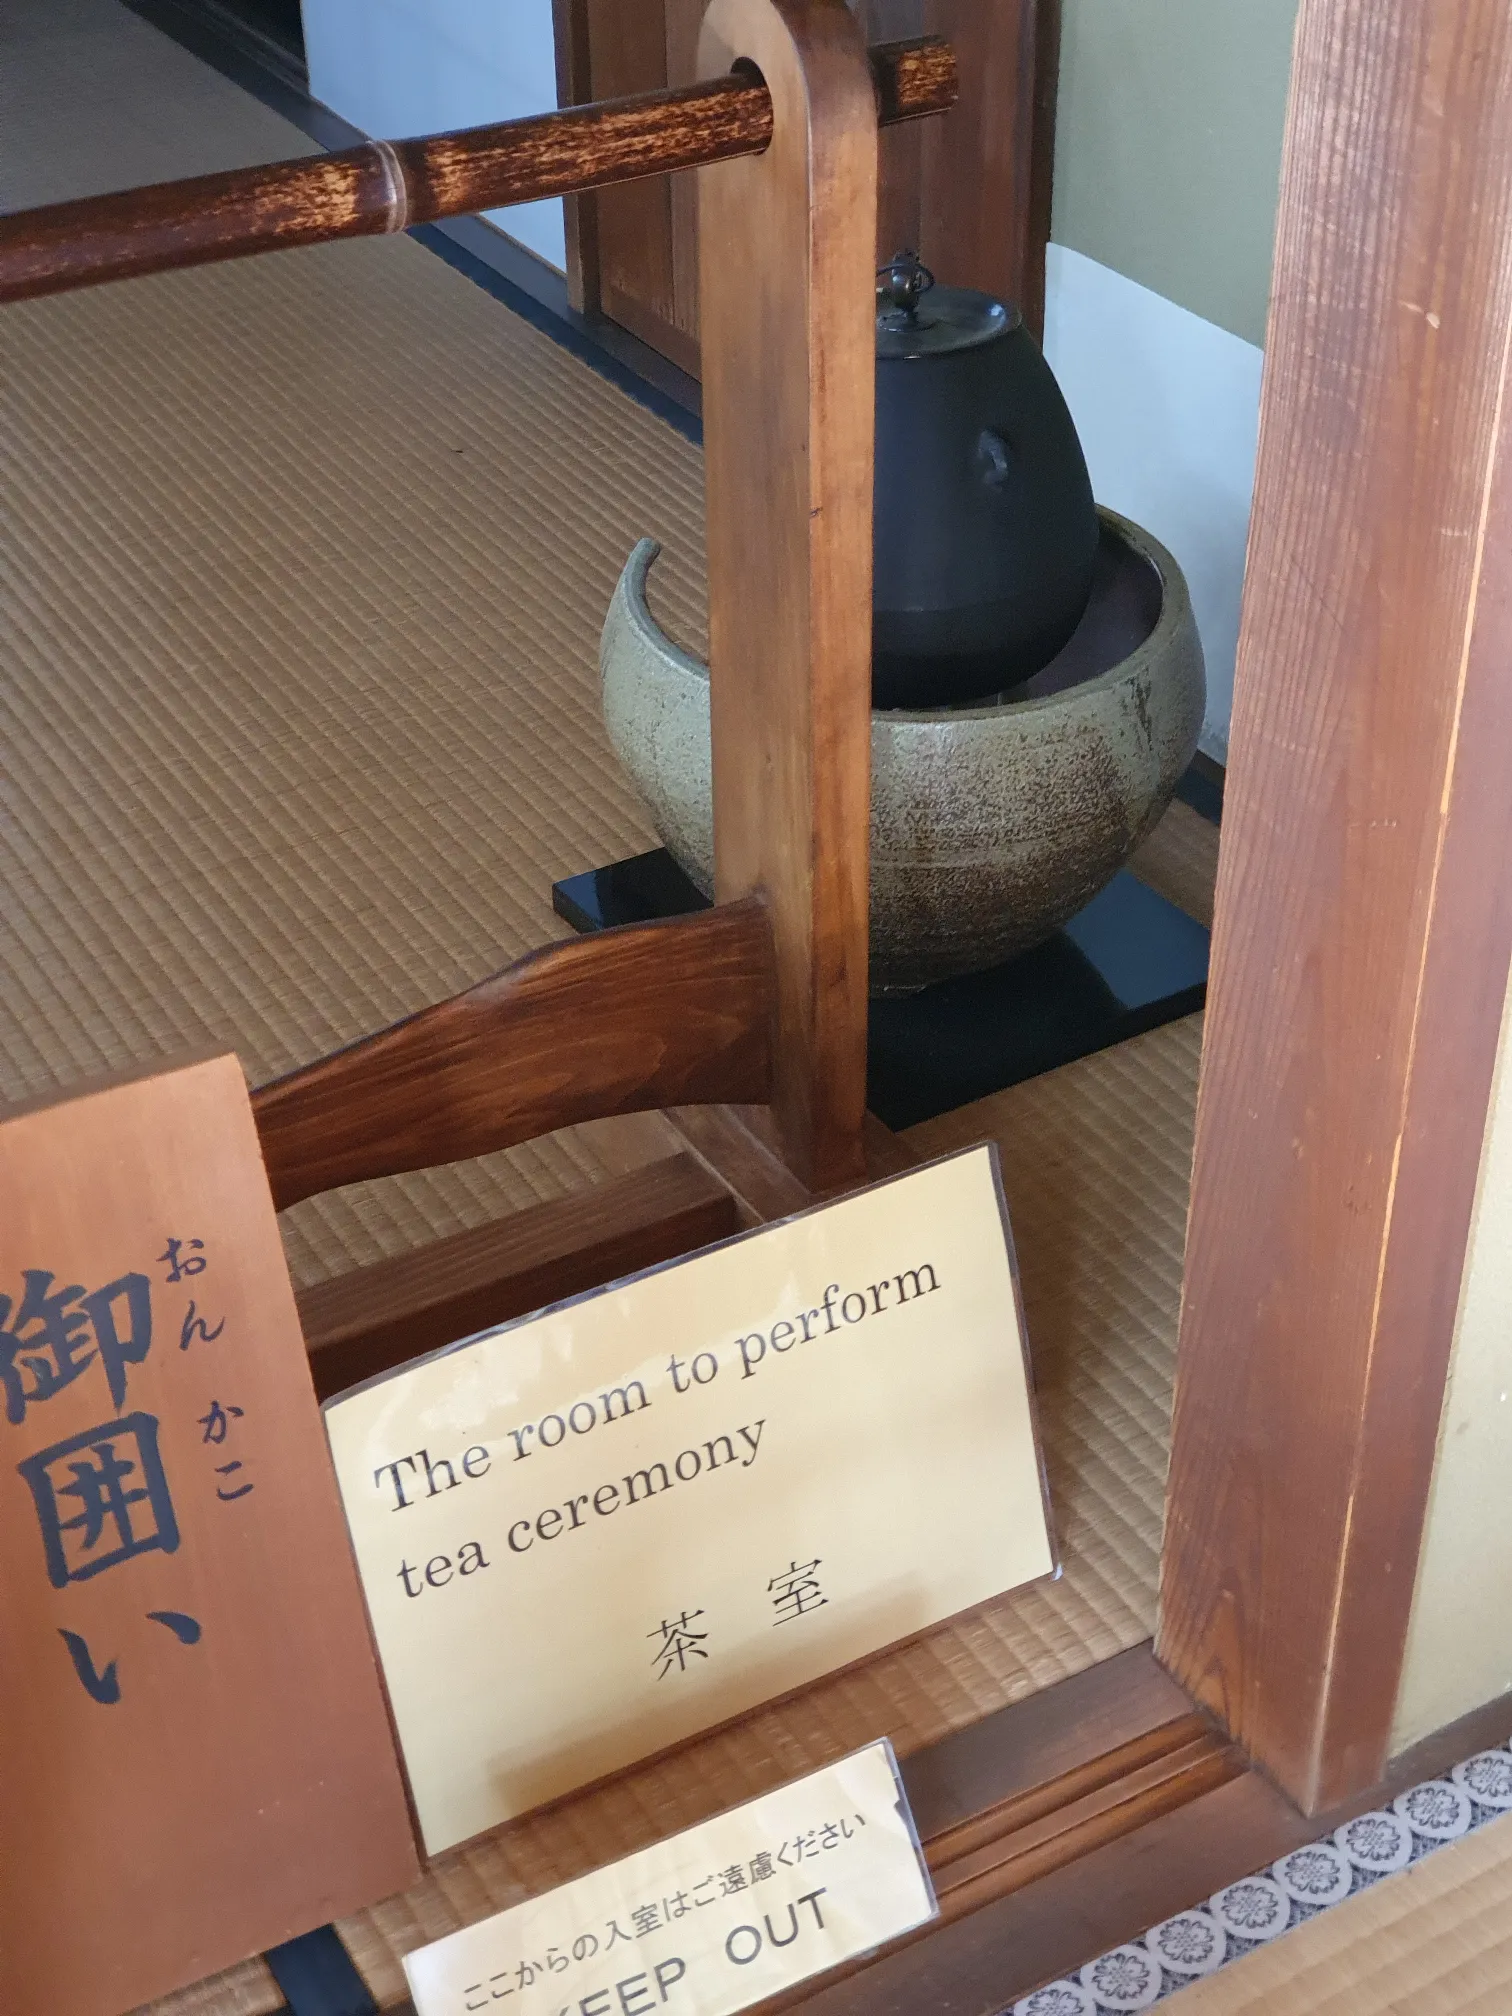 御囲い
おんかこ
The room to perform
tea ceremony
茶室
ここからの入室はご遠慮ください
KEEP OUT